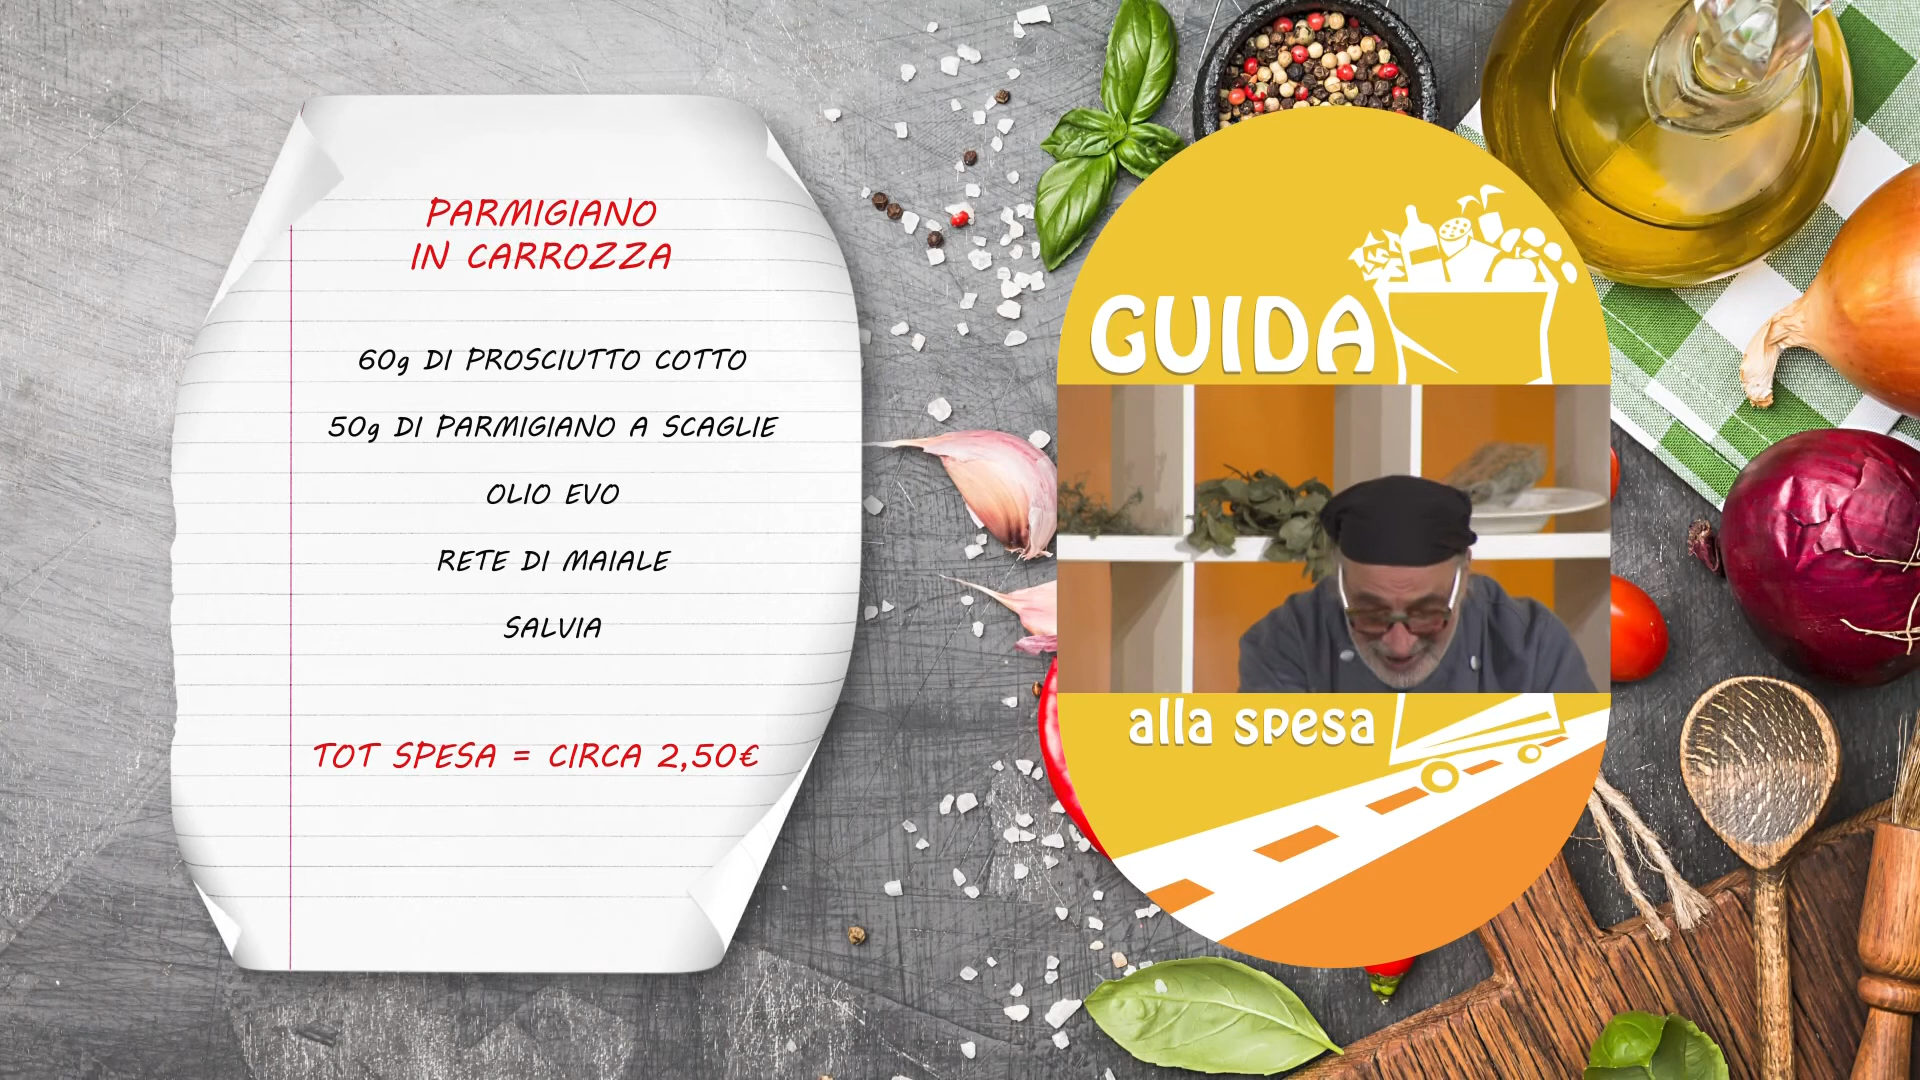 PARMIGIANO
IN CARROZZA
60g DI PROSCIUTTO COTTO
50g DI PARMIGIANO A SCAGLIE
OLIO EVO
RETE DI MAIALE
SALVIA
TOT SPESA = CIRCA 2,50€
GUIDA
alla spesa